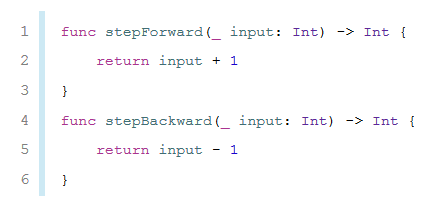 1 func stepForward(_ input: Int) -> Int {
2     return input + 1
3 }
4 func stepBackward(_ input: Int) -> Int {
5     return input - 1
6 }